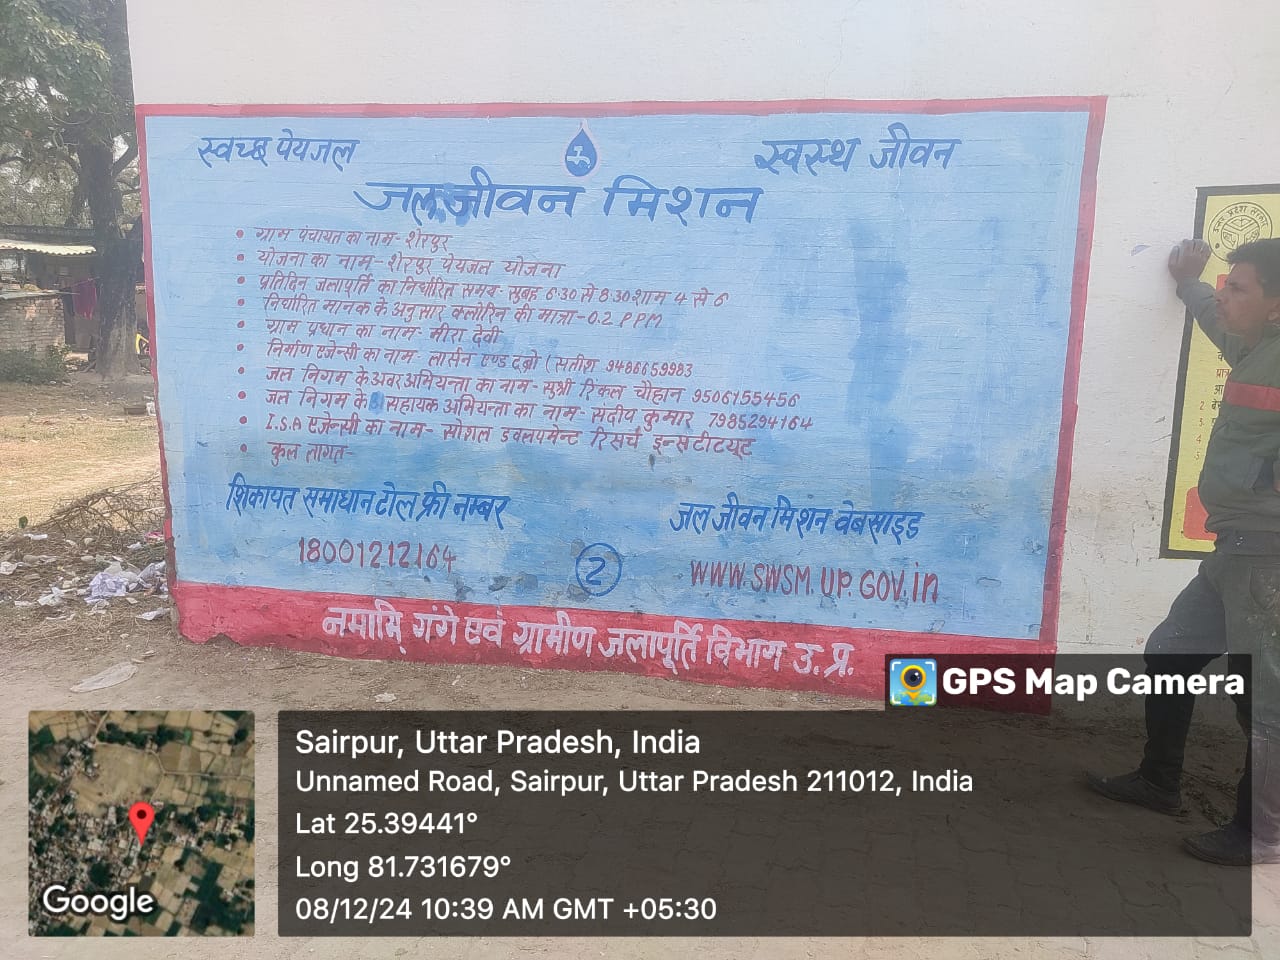 स्वच्छ पेयजल
स्वस्थ जीवन
जल जीवन मिशन
• ग्राम पंचायत का नाम- शेरपुर
• योजना का नाम- शेरपुर पेयजल योजना
• प्रतिदिन जलापूर्ति का निर्धारित समय- सुबह 6:30 से 8.30 शाम 4 से 6
• निर्धारित मानक के अनुसार क्लोरिन की मात्रा-0.2 PPM
• ग्राम प्रधान का नाम- मीरा देवी
• निर्माण एजेन्सी का नाम- लार्सन एण्ड टूब्रो (सतीश 9486659983
• जल निगम के अवर अभियन्ता का नाम- सुश्री रिंकल चौहान 9506155456
• जल निगम के सहायक अभियन्ता का नाम- संदीप कुमार 7985294164
• I.S.A एजेन्सी का नाम- सोशल डवलपमेन्ट रिसर्च इन्सटीटयूट
• कुल लागत-
शिकायत समाधान टोल फ्री नम्बर
18001212164
जल जीवन मिशन वेबसाइड
WWW.SWSM.UP.GOV.in
2
नमामि गंगे एवं ग्रामीण जलापूर्ति विभाग उ. प्र.
GPS Map Camera
Sairpur, Uttar Pradesh, India
Unnamed Road, Sairpur, Uttar Pradesh 211012, India
Lat 25.39441°
Long 81.731679°
08/12/24 10:39 AM GMT +05:30
Google